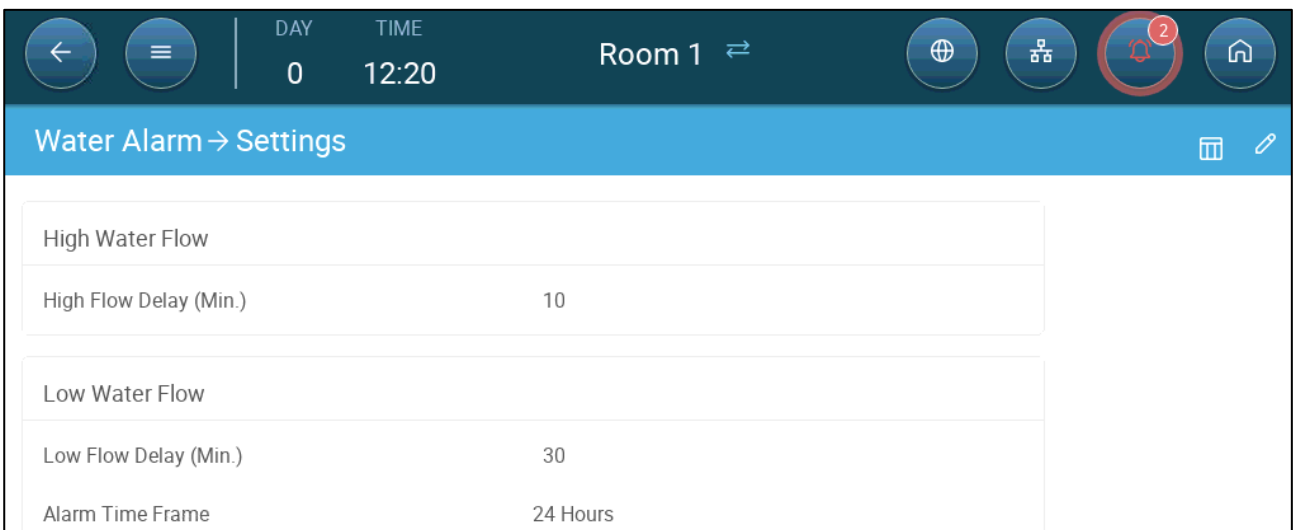 DAY TIME
0 12:20
Room 1
2
Water Alarm → Settings
High Water Flow
High Flow Delay (Min.) 10
Low Water Flow
Low Flow Delay (Min.) 30
Alarm Time Frame 24 Hours